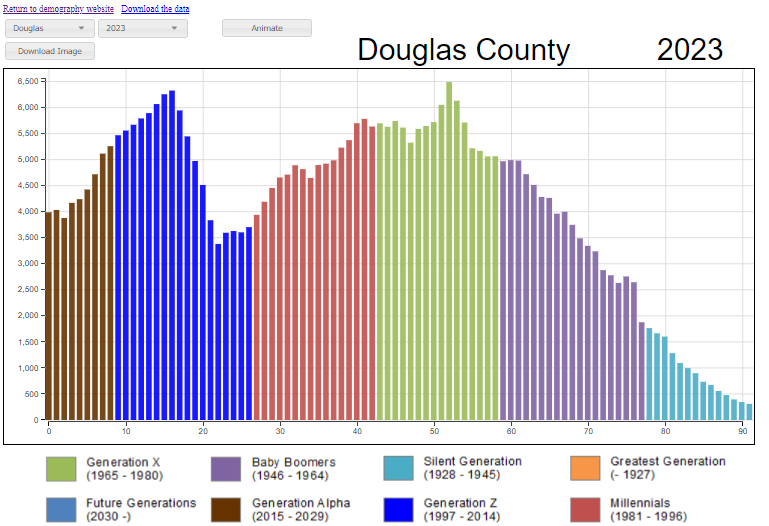 Return to demography website Download the data
Douglas 2023 Animate
Download Image
Douglas County 2023
6,500
6,000
5,500
5,000
4,500
4,000
3,500
3,000
2,500
2,000
1,500
1,000
500
0
0 10 20 30 40 50 60 70 80 90
Generation X Baby Boomers Silent Generation Greatest Generation
(1965 - 1980) (1946 - 1964) (1928 - 1945) (- 1927)
Future Generations Generation Alpha Generation Z Millennials
(2030 -) (2015 - 2029) (1997 - 2014) (1981 - 1996)